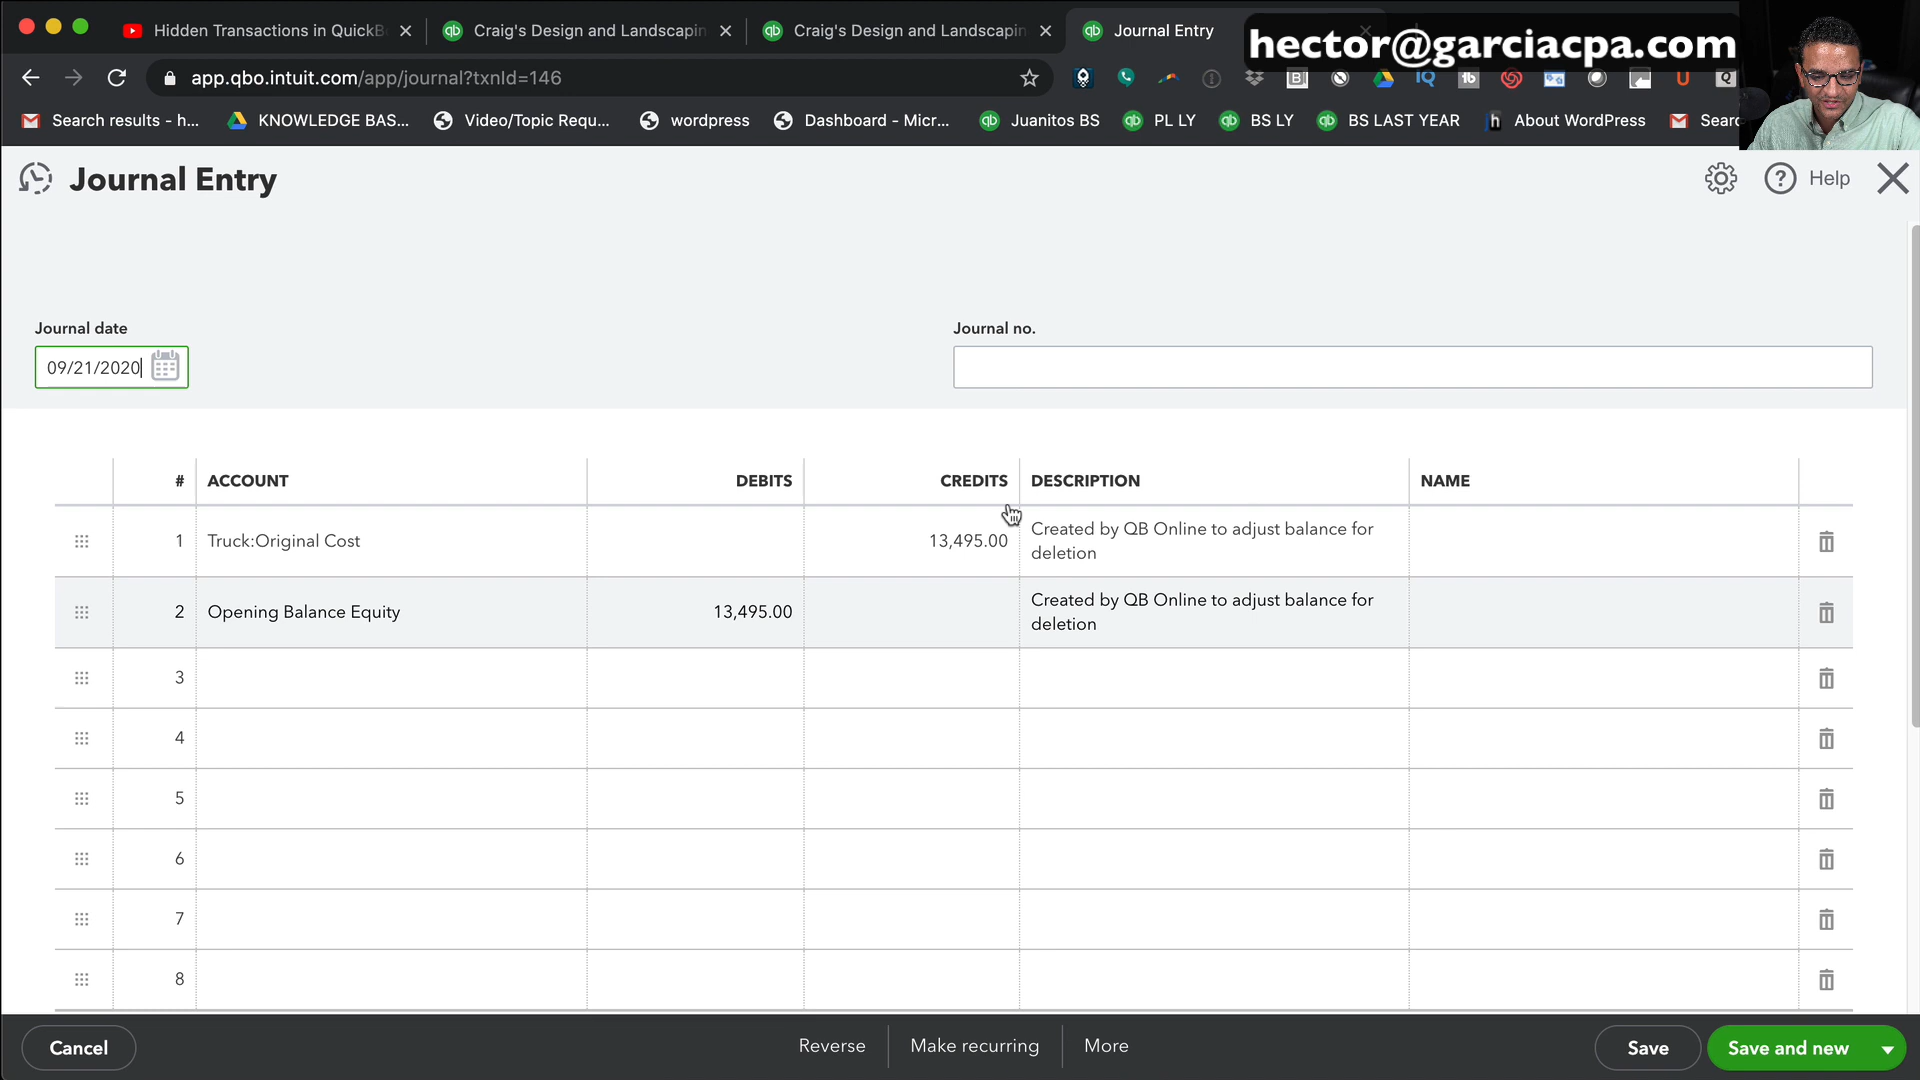 Hidden Transactions in QuickB
Craig's Design and Landscapin
Craig's Design and Landscapin
Journal Entry
hector@garciacpa.com
app.qbo.intuit.com/app/journal?txnId=146
Search results - h...
KNOWLEDGE BAS...
Video/Topic Requ...
wordpress
Dashboard - Micr...
Juanitos BS
PL LY
BS LY
BS LAST YEAR
About WordPress
Searc
Journal Entry
Help
Journal date
Journal no.
09/21/2020
# ACCOUNT DEBITS CREDITS DESCRIPTION NAME
1 Truck:Original Cost 13,495.00 Created by QB Online to adjust balance for
deletion
2 Opening Balance Equity 13,495.00 Created by QB Online to adjust balance for
deletion
3
4
5
6
7
8
Cancel
Reverse
Make recurring
More
Save
Save and new